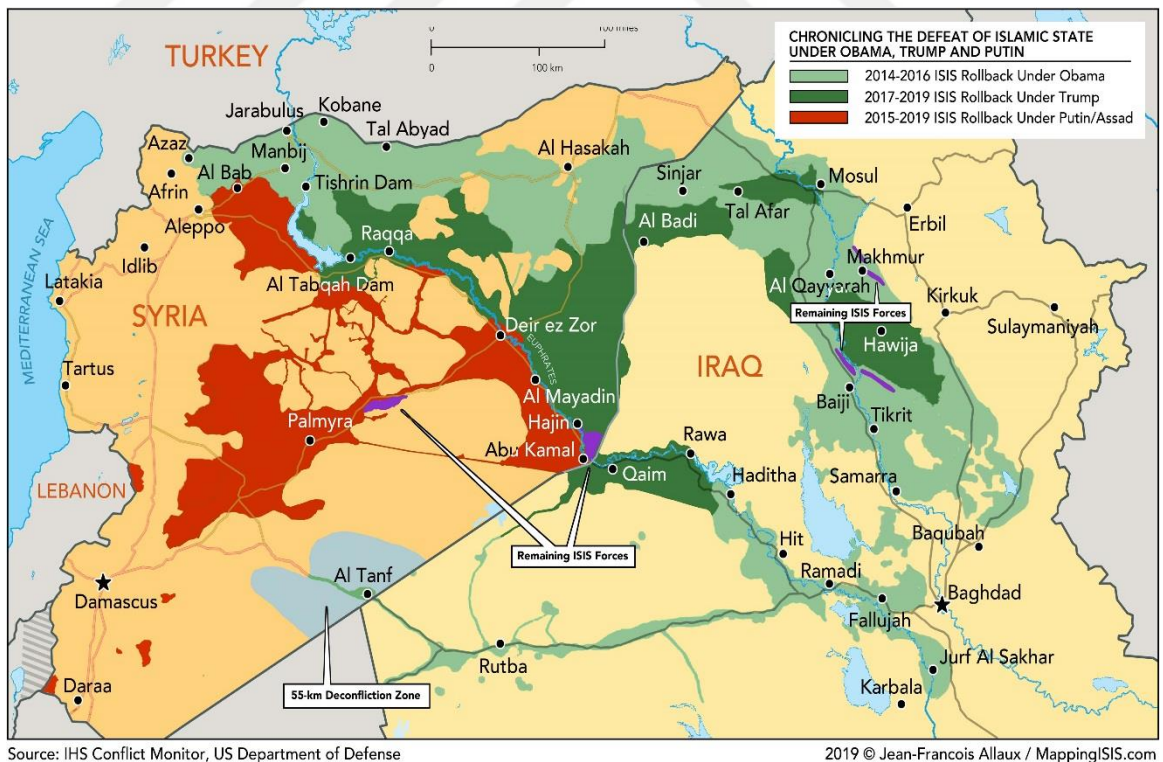 CHRONICLING THE DEFEAT OF ISLAMIC STATE
UNDER OBAMA, TRUMP AND PUTIN
2014-2016 ISIS Rollback Under Obama
2017-2019 ISIS Rollback Under Trump
2015-2019 ISIS Rollback Under Putin/Assad
0 100 miles
0 100 km
TURKEY
Kobane
Jarabulus
Tal Abyad
Azaz
Manbij
Al Hasakah
Al Bab
Afrin
Tishrin Dam
Sinjar
Mosul
Tal Afar
Aleppo
Erbil
Al Badi
Raqqa
Idlib
Makhmur
Al Tabqah Dam
Al Qayyarah
Latakia
Kirkuk
Remaining ISIS Forces
Sulaymaniyah
SYRIA
Deir ez Zor
Hawija
MEDITERRANEAN SEA
EUPHRATES
IRAQ
Tartus
Al Mayadin
Baiji
Hajin
Tikrit
Palmyra
Rawa
Abu Kamal
Qaim
Haditha
Samarra
LEBANON
Remaining ISIS Forces
Hit
Baqubah
Al Tanf
Ramadi
Damascus
Baghdad
Fallujah
Rutba
Jurf Al Sakhar
55-km Deconfliction Zone
Daraa
Karbala
Source: IHS Conflict Monitor, US Department of Defense
2019 © Jean-Francois Allaux / MappingISIS.com